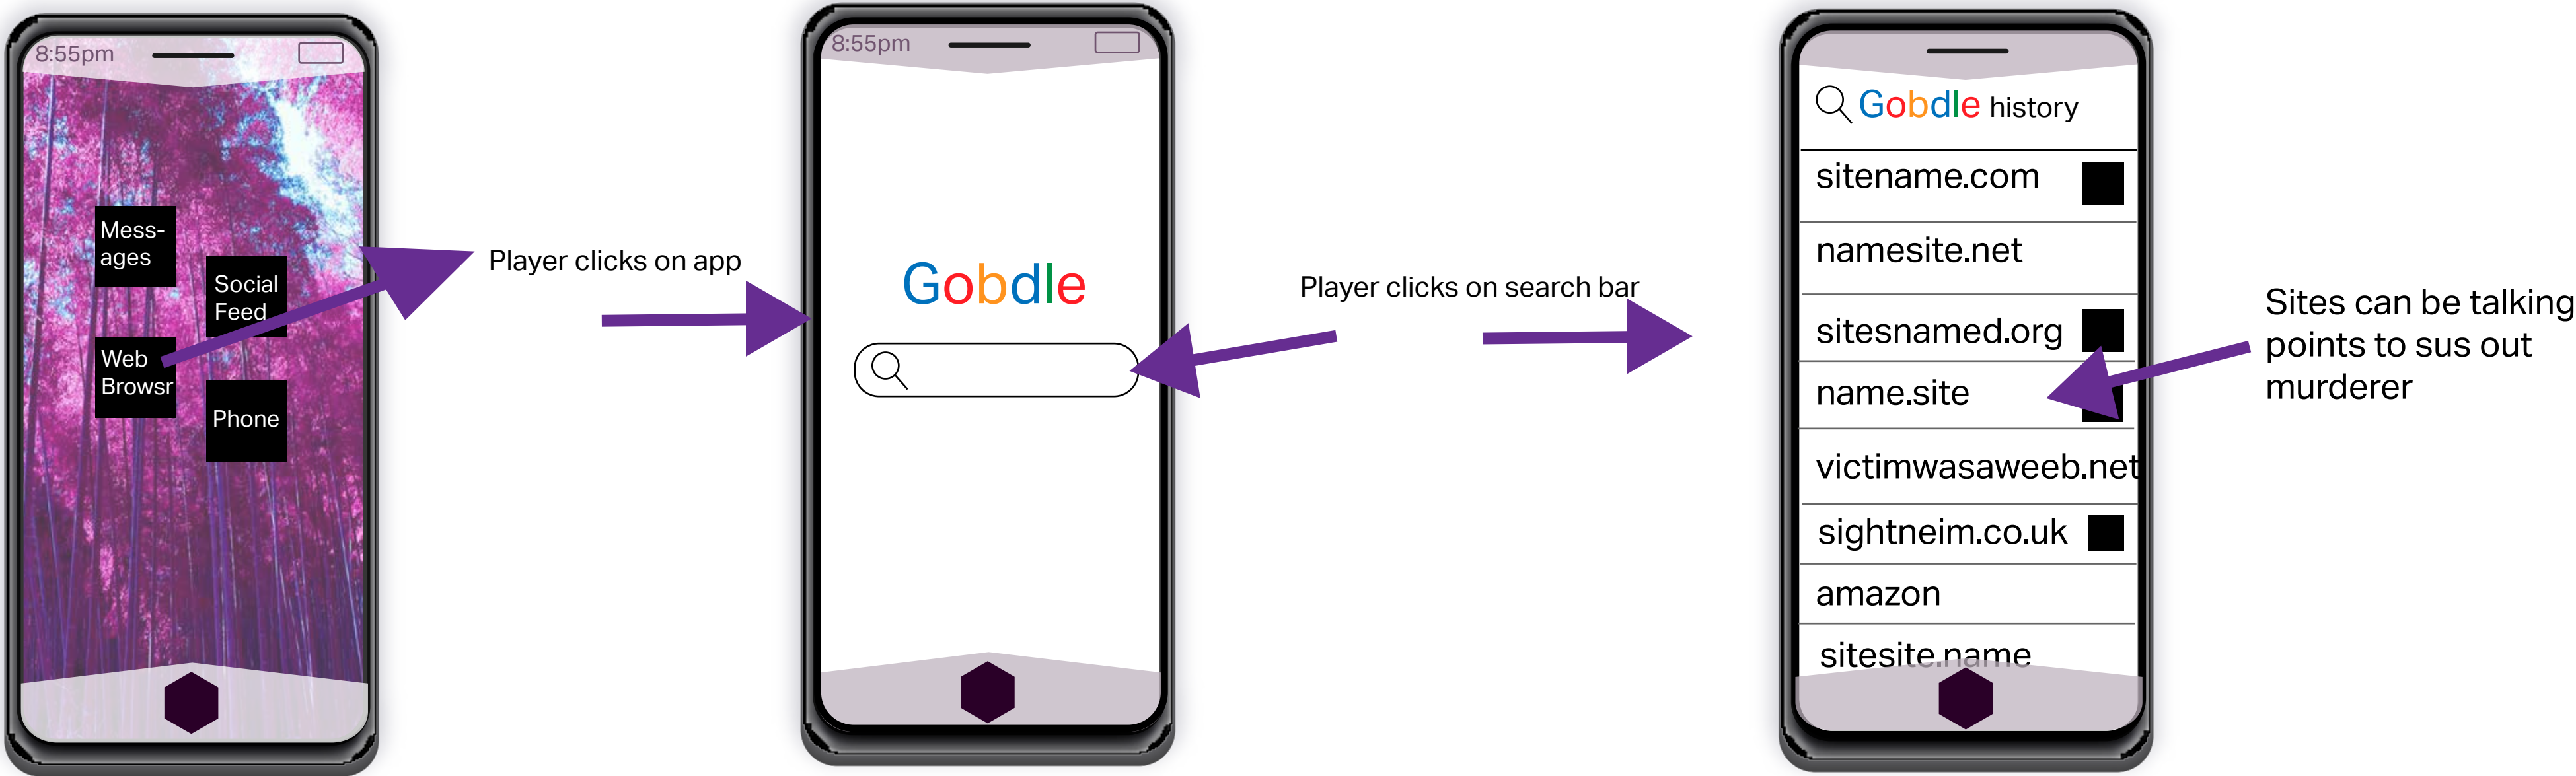 8:55pm
Mess-
ages
Social
Feed
Web
Browsr
Phone
Player clicks on app
8:55pm
Gobdle
Player clicks on search bar
Gobdle history
sitename.com
namesite.net
sitesnamed.org
name.site
victimwasaweeb.net
sightneim.co.uk
amazon
sitesite.name
Sites can be talking
points to sus out
murderer